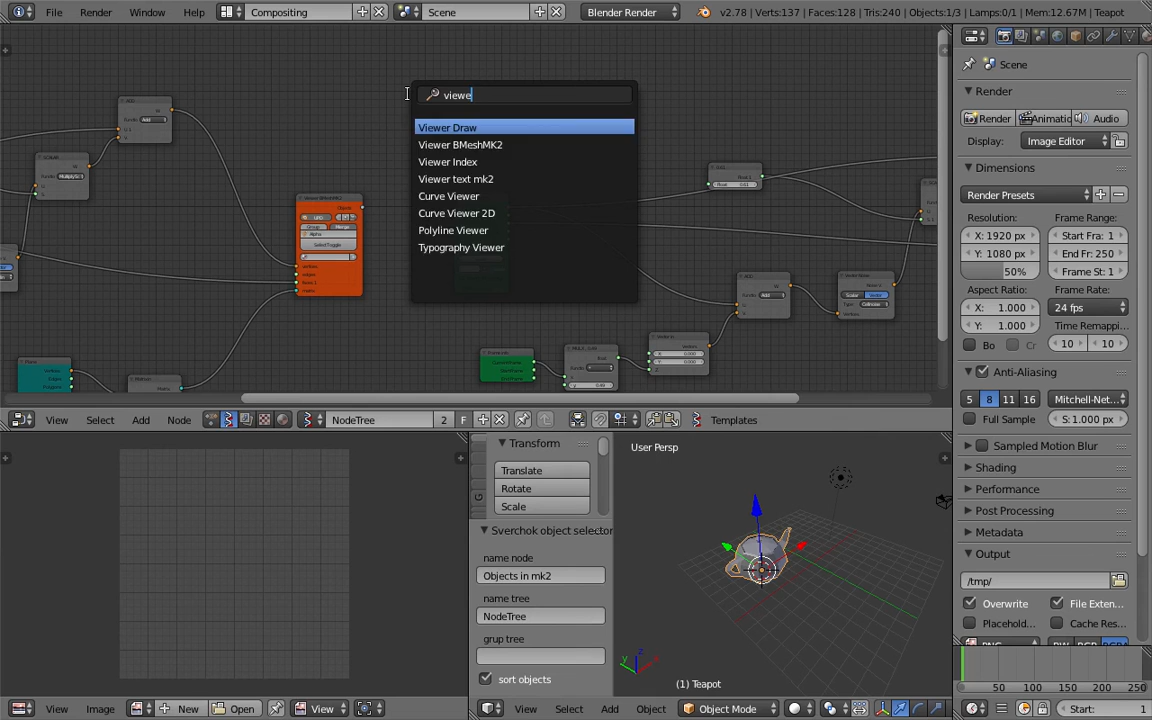 File
Render
Window
Help
Compositing
Scene
Blender Render
v2.78 | Verts:137 | Faces:128 | Tris:240 | Objects:1/3 | Lamps:0/1 | Mem:12.67M | Teapot
viewe
Viewer Draw
Viewer BMeshMK2
Viewer Index
Viewer text mk2
Curve Viewer
Curve Viewer 2D
Polyline Viewer
Typography Viewer
Viewer BMeshMK2
Group
Merge
SelectToggle
View
Select
Add
Node
NodeTree
2
F
Templates
Transform
Translate
Rotate
Scale
Sverchok object selector
name node
Objects in mk2
name tree
NodeTree
grup tree
sort objects
User Persp
(1) Teapot
View
Image
New
Open
View
View
Select
Add
Object
Object Mode
Scene
Render
Render
Animatic
Audio
Display:
Image Editor
Dimensions
Render Presets
Resolution:
Frame Range:
X: 1920 px
Start Fra: 1
Y: 1080 px
End Fr: 250
50%
Frame St: 1
Aspect Ratio:
Frame Rate:
X: 1.000
24 fps
Y: 1.000
Time Remappi...
Bo
Cr
10
10
Anti-Aliasing
5
8
11
16
Mitchell-Net...
Full Sample
S: 1.000 px
Sampled Motion Blur
Shading
Performance
Post Processing
Metadata
Output
/tmp/
Overwrite
File Exten...
Placehold...
Cache Res...
50
100
150
200
250
Start:
1